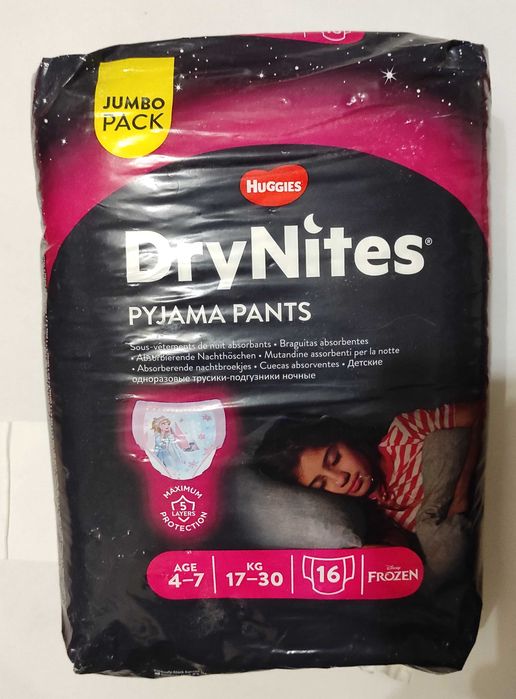 JUMBO
PACK
HUGGIES
DryNites®
PYJAMA PANTS
Sous-vêtements de nuit absorbants • Braguitas absorbentes
• Absorbierende Nachthöschen • Mutandine assorbenti per la notte
• Absorberende nachtbroekjes • Cuecas absorventes • Детские
одноразовые трусики-подгузники ночные
MAXIMUM
5
LAYERS
PROTECTION
AGE
4–7
KG
17–30
16
Disney
FROZEN